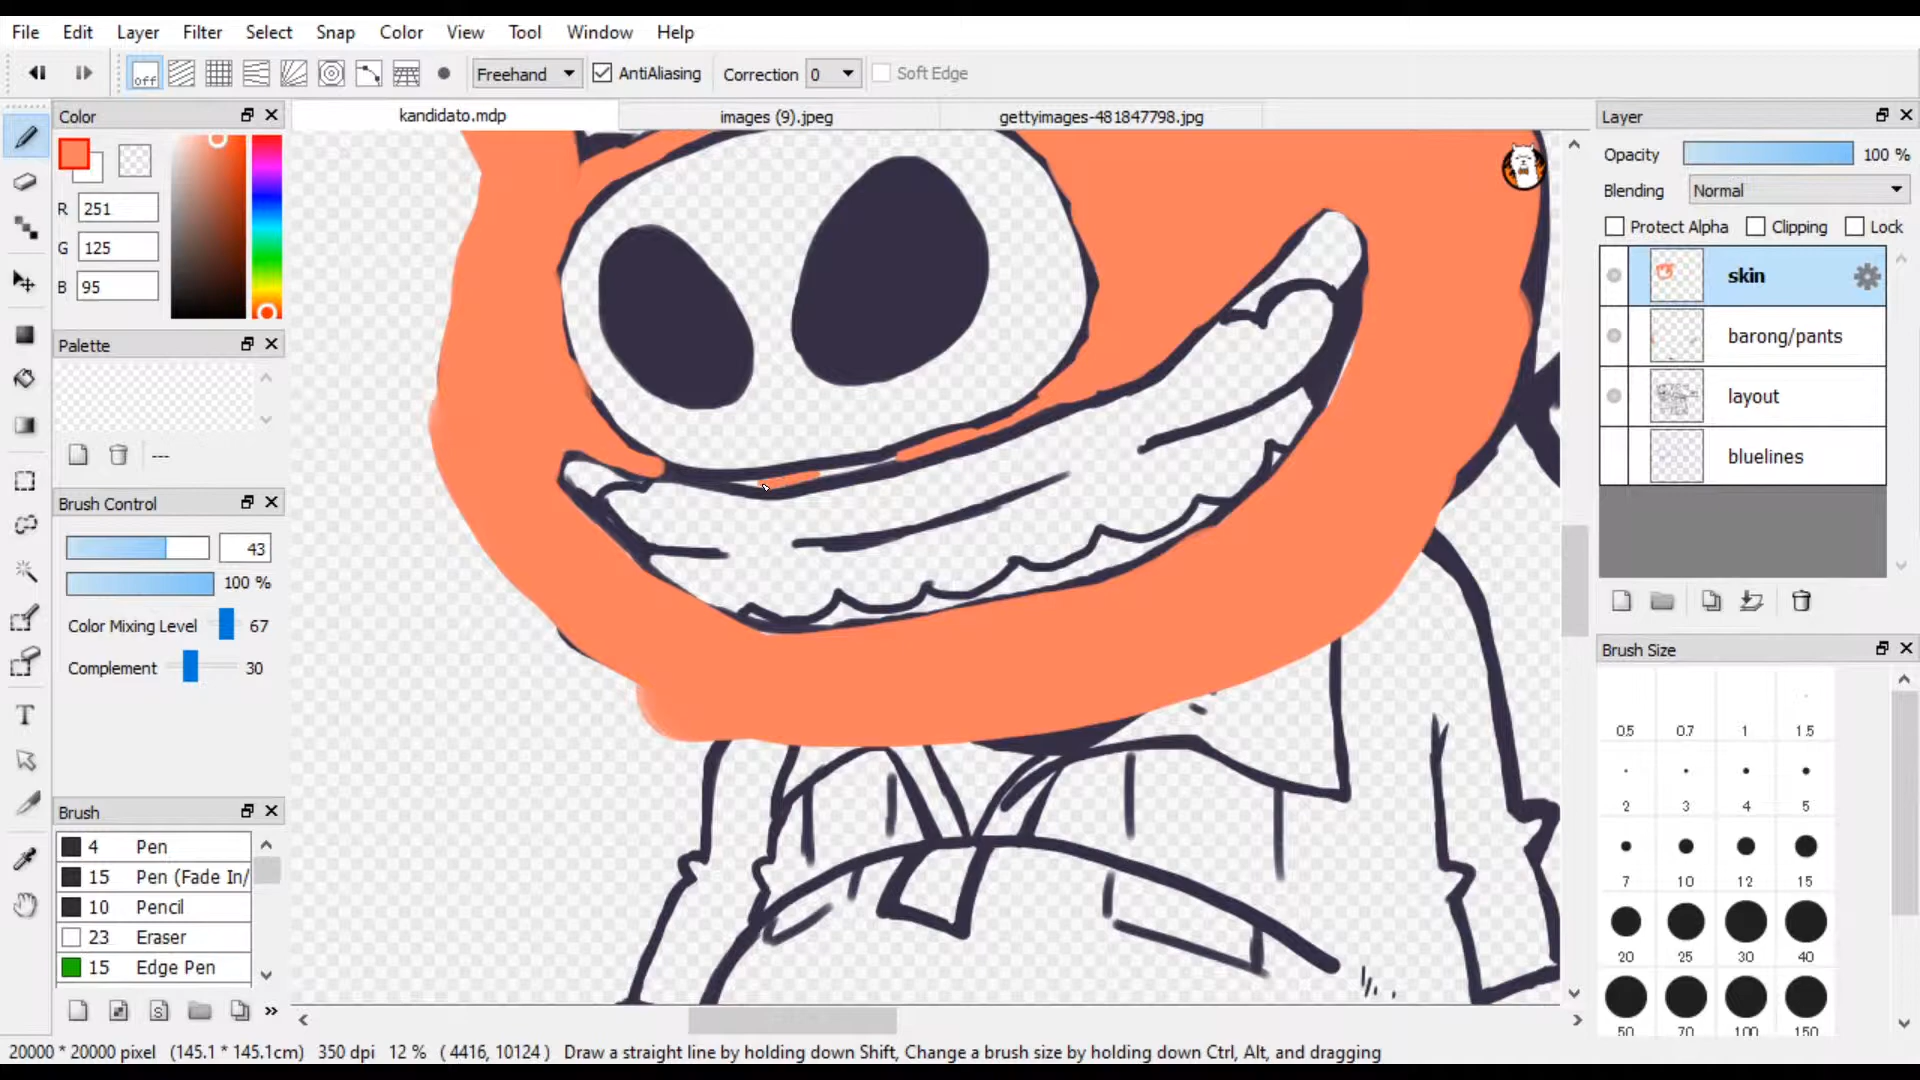 File Edit Layer Filter Select Snap Color View Tool Window Help
off Freehand AntiAliasing Correction 0 Soft Edge
Color
kandidato.mdp images (9).jpeg gettyimages-481847798.jpg
Layer
Opacity 100 %
Blending Normal
Protect Alpha Clipping Lock
R 251
G 125
B 95
skin
barong/pants
layout
bluelines
Palette
---
Brush Control
43
100 %
Color Mixing Level 67
Complement 30
Brush Size
0.5 0.7 1 1.5
2 3 4 5
7 10 12 15
20 25 30 40
50 70 100 150
Brush
4 Pen
15 Pen (Fade In/
10 Pencil
23 Eraser
15 Edge Pen
20000 * 20000 pixel (145.1 * 145.1cm) 350 dpi 12 % ( 4416, 10124 ) Draw a straight line by holding down Shift, Change a brush size by holding down Ctrl, Alt, and dragging